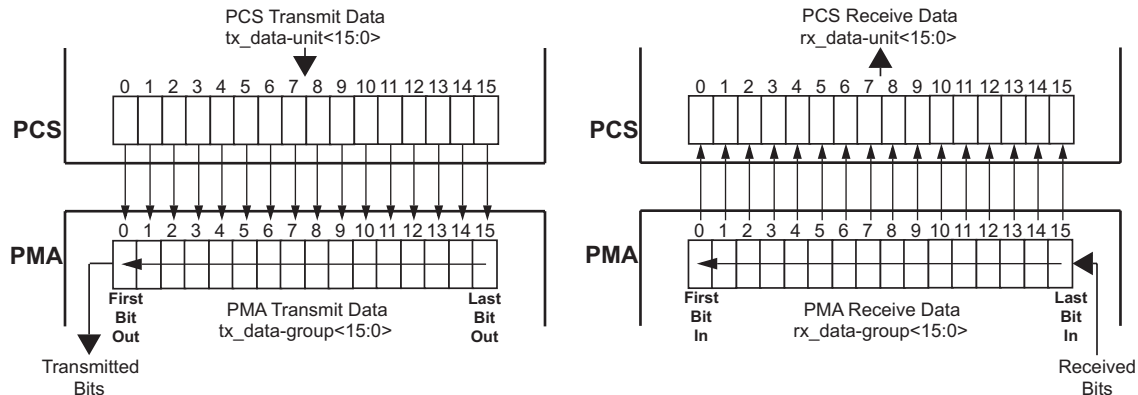 PCS Transmit Data
tx_data-unit<15:0>
0 1 2 3 4 5 6 7 8 9 10 11 12 13 14 15
PCS
0 1 2 3 4 5 6 7 8 9 10 11 12 13 14 15
PMA
First
Bit
Out
PMA Transmit Data
tx_data-group<15:0>
Last
Bit
Out
Transmitted
Bits
PCS Receive Data
rx_data-unit<15:0>
0 1 2 3 4 5 6 7 8 9 10 11 12 13 14 15
PCS
0 1 2 3 4 5 6 7 8 9 10 11 12 13 14 15
PMA
First
Bit
In
PMA Receive Data
rx_data-group<15:0>
Last
Bit
In
Received
Bits